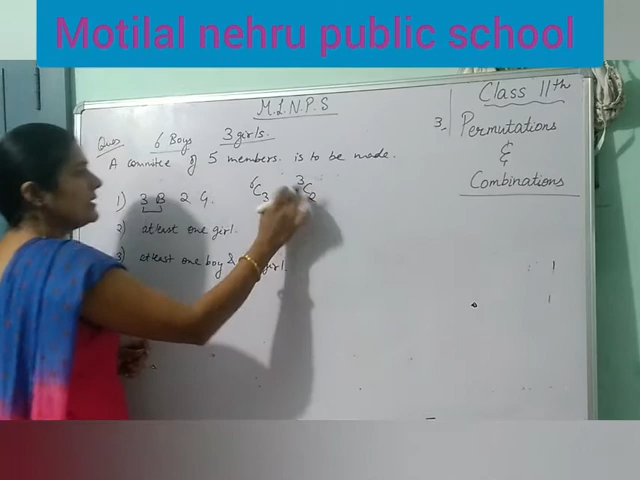 Motilal nehru public school
M.L.N.P.S
Class 11th
3. Permutations
&
Combinations
Ques. 6 Boys 3 girls.
A commitee of 5 members. is to be made.
1) 3 B 2 G. ⁶C₃ ³C₂
2) atleast one girl.
3) atleast one boy & girl.